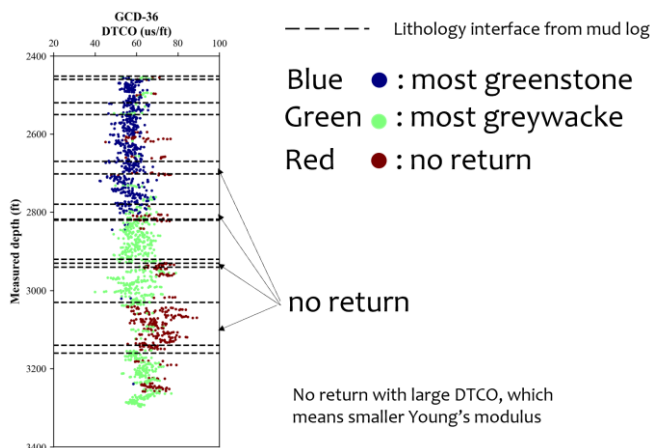 GCD-36
DTCO (us/ft)
20 40 60 80 100
2400
2600
2800
3000
3200
3400
Measured depth (ft)
Lithology interface from mud log
Blue : most greenstone
Green : most greywacke
Red : no return
no return
No return with large DTCO, which
means smaller Young's modulus